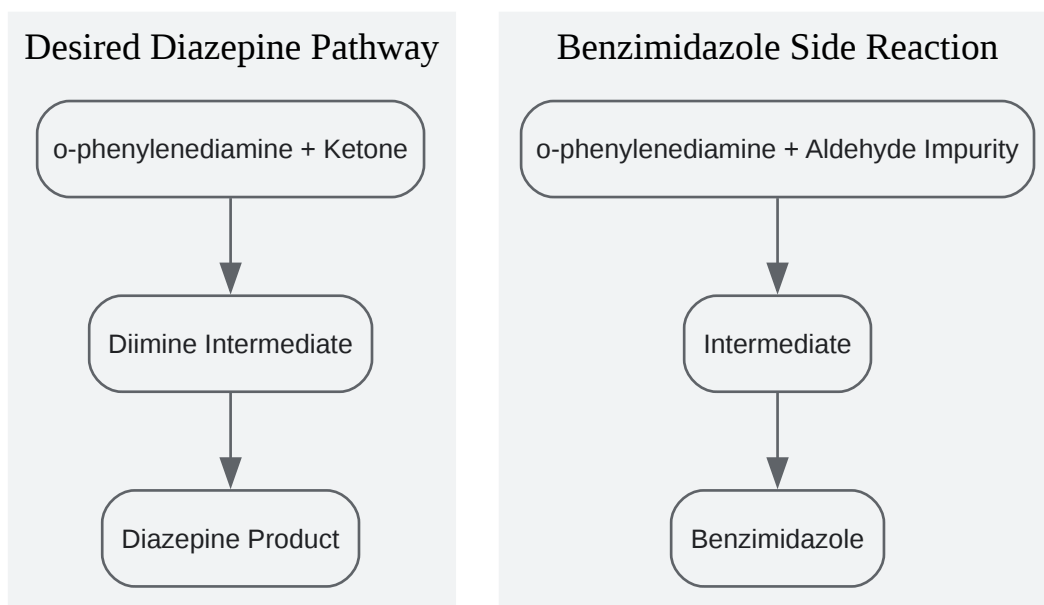 Desired Diazepine Pathway
o-phenylenediamine + Ketone
Diimine Intermediate
Diazepine Product
Benzimidazole Side Reaction
o-phenylenediamine + Aldehyde Impurity
Intermediate
Benzimidazole